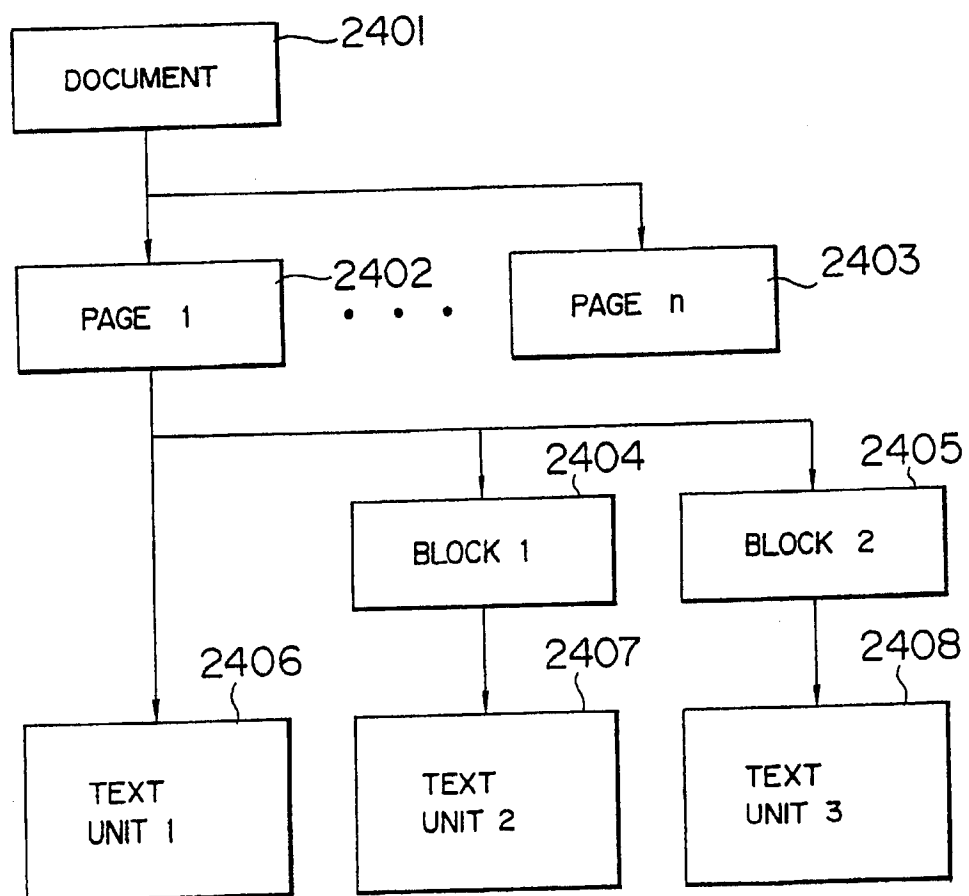 2401
DOCUMENT
2402
2403
PAGE 1
PAGE n
2404
2405
BLOCK 1
BLOCK 2
2406
2407
2408
TEXT
UNIT 1
TEXT
UNIT 2
TEXT
UNIT 3